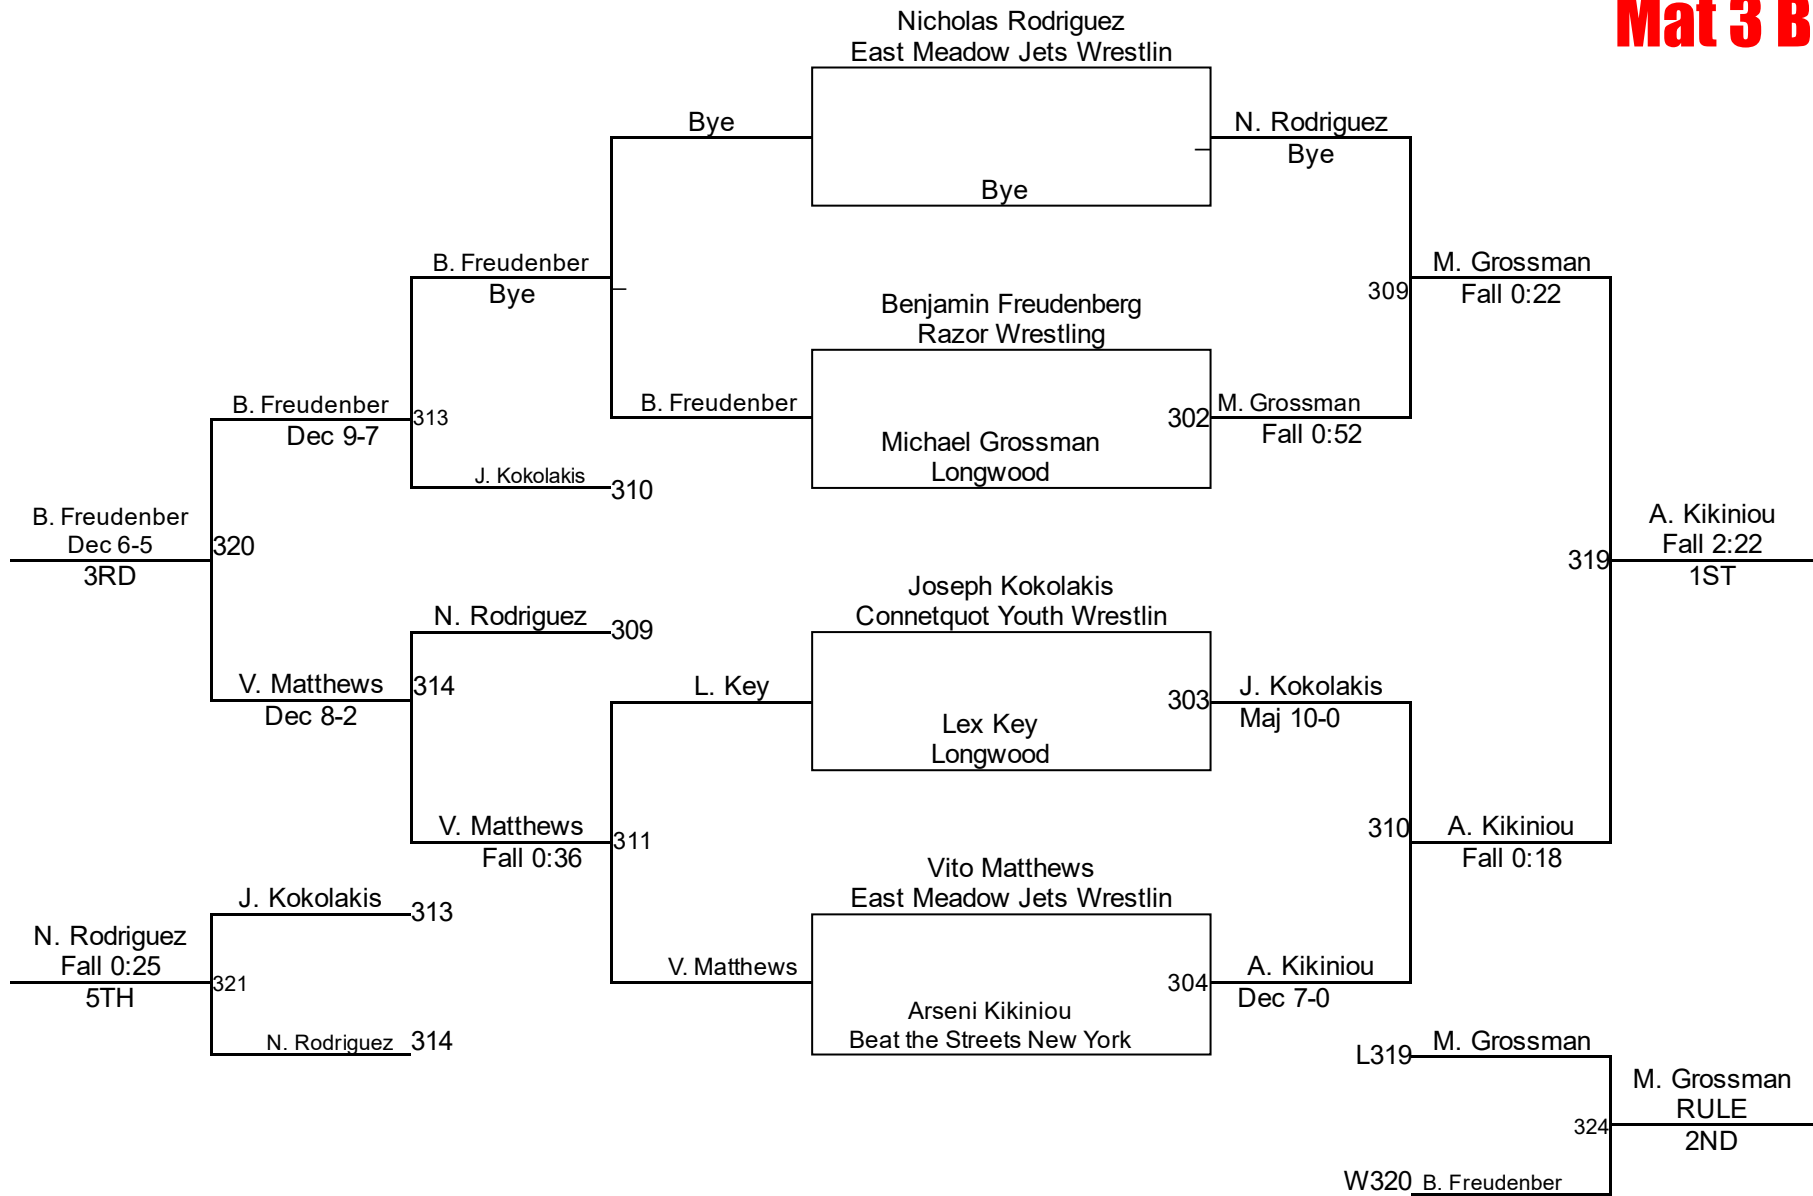 Mat 3 B
Nicholas Rodriguez
East Meadow Jets Wrestlin
Bye
N. Rodriguez
Bye
Bye
B. Freudenber
Bye
M. Grossman
309
Fall 0:22
Benjamin Freudenberg
Razor Wrestling
B. Freudenber
313
Dec 9-7
B. Freudenber
302
M. Grossman
Fall 0:52
Michael Grossman
Longwood
J. Kokolakis
310
B. Freudenber
Dec 6-5
320
3RD
A. Kikiniou
Fall 2:22
319
1ST
Joseph Kokolakis
Connetquot Youth Wrestlin
N. Rodriguez
309
V. Matthews
314
Dec 8-2
L. Key
303
J. Kokolakis
Maj 10-0
Lex Key
Longwood
V. Matthews
311
Fall 0:36
310
A. Kikiniou
Fall 0:18
Vito Matthews
East Meadow Jets Wrestlin
J. Kokolakis
313
N. Rodriguez
Fall 0:25
321
5TH
V. Matthews
304
A. Kikiniou
Dec 7-0
Arseni Kikiniou
Beat the Streets New York
N. Rodriguez
314
L319
M. Grossman
M. Grossman
RULE
324
2ND
W320
B. Freudenber